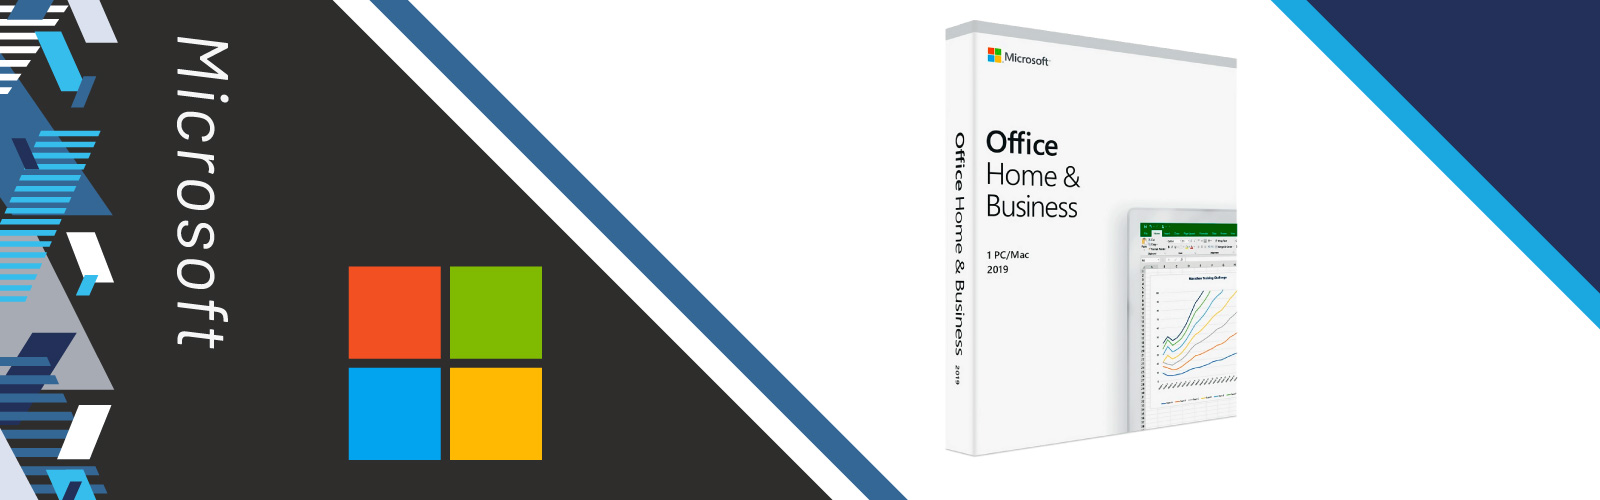 Microsoft
Microsoft
Office
Home &
Business
1 PC/Mac
2019
Office Home & Business 2019